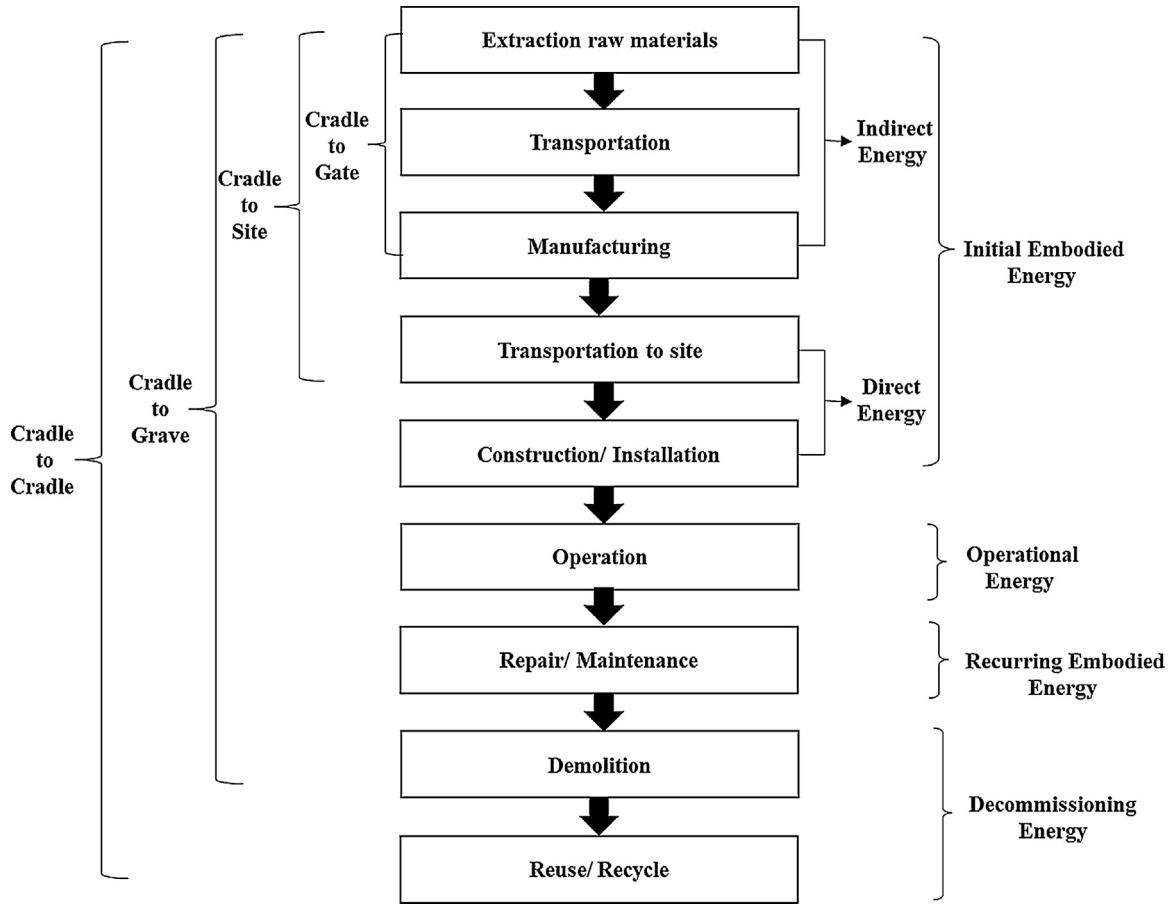 Extraction raw materials
Transportation
Manufacturing
Transportation to site
Construction/ Installation
Operation
Repair/ Maintenance
Demolition
Reuse/ Recycle
Cradle
to
Gate
Cradle
to
Site
Cradle
to
Grave
Cradle
to
Cradle
Indirect
Energy
Direct
Energy
Initial Embodied
Energy
Operational
Energy
Recurring Embodied
Energy
Decommissioning
Energy